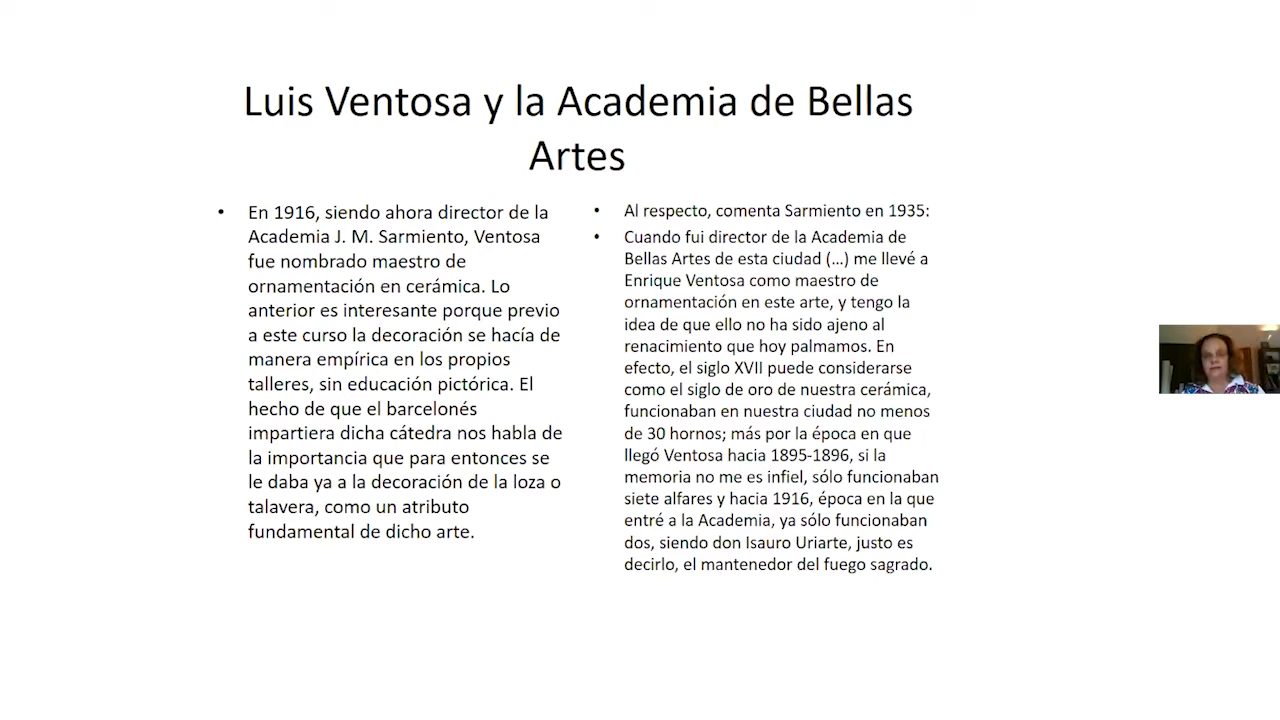 Luis Ventosa y la Academia de Bellas
Artes
• En 1916, siendo ahora director de la
Academia J. M. Sarmiento, Ventosa
fue nombrado maestro de
ornamentación en cerámica. Lo
anterior es interesante porque previo
a este curso la decoración se hacía de
manera empírica en los propios
talleres, sin educación pictórica. El
hecho de que el barcelonés
impartiera dicha cátedra nos habla de
la importancia que para entonces se
le daba ya a la decoración de la loza o
talavera, como un atributo
fundamental de dicho arte.
• Al respecto, comenta Sarmiento en 1935:
• Cuando fui director de la Academia de
Bellas Artes de esta ciudad (...) me llevé a
Enrique Ventosa como maestro de
ornamentación en este arte, y tengo la
idea de que ello no ha sido ajeno al
renacimiento que hoy palmamos. En
efecto, el siglo XVII puede considerarse
como el siglo de oro de nuestra cerámica,
funcionaban en nuestra ciudad no menos
de 30 hornos; más por la época en que
llegó Ventosa hacia 1895-1896, si la
memoria no me es infiel, sólo funcionaban
siete alfares y hacia 1916, época en la que
entré a la Academia, ya sólo funcionaban
dos, siendo don Isauro Uriarte, justo es
decirlo, el mantenedor del fuego sagrado.